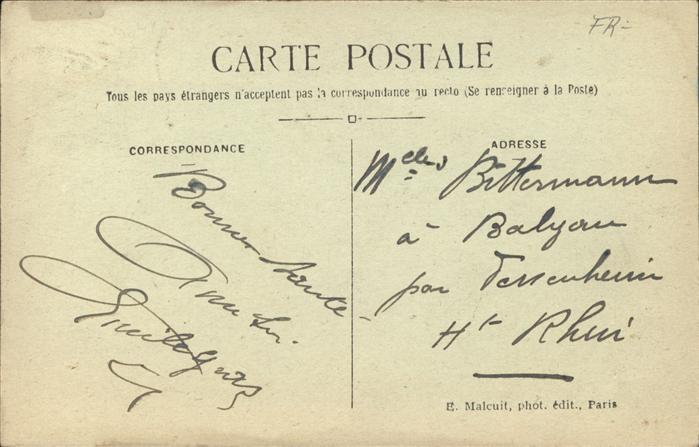 FR-
CARTE POSTALE
Tous les pays étrangers n'acceptent pas la correspondance au recto (Se renseigner à la Poste)
CORRESPONDANCE
Bonne Santé
ADRESSE
Melles Bittermann
à Balgau
par Fessenheim
Ht Rhin
E. Malcuit, phot. édit., Paris